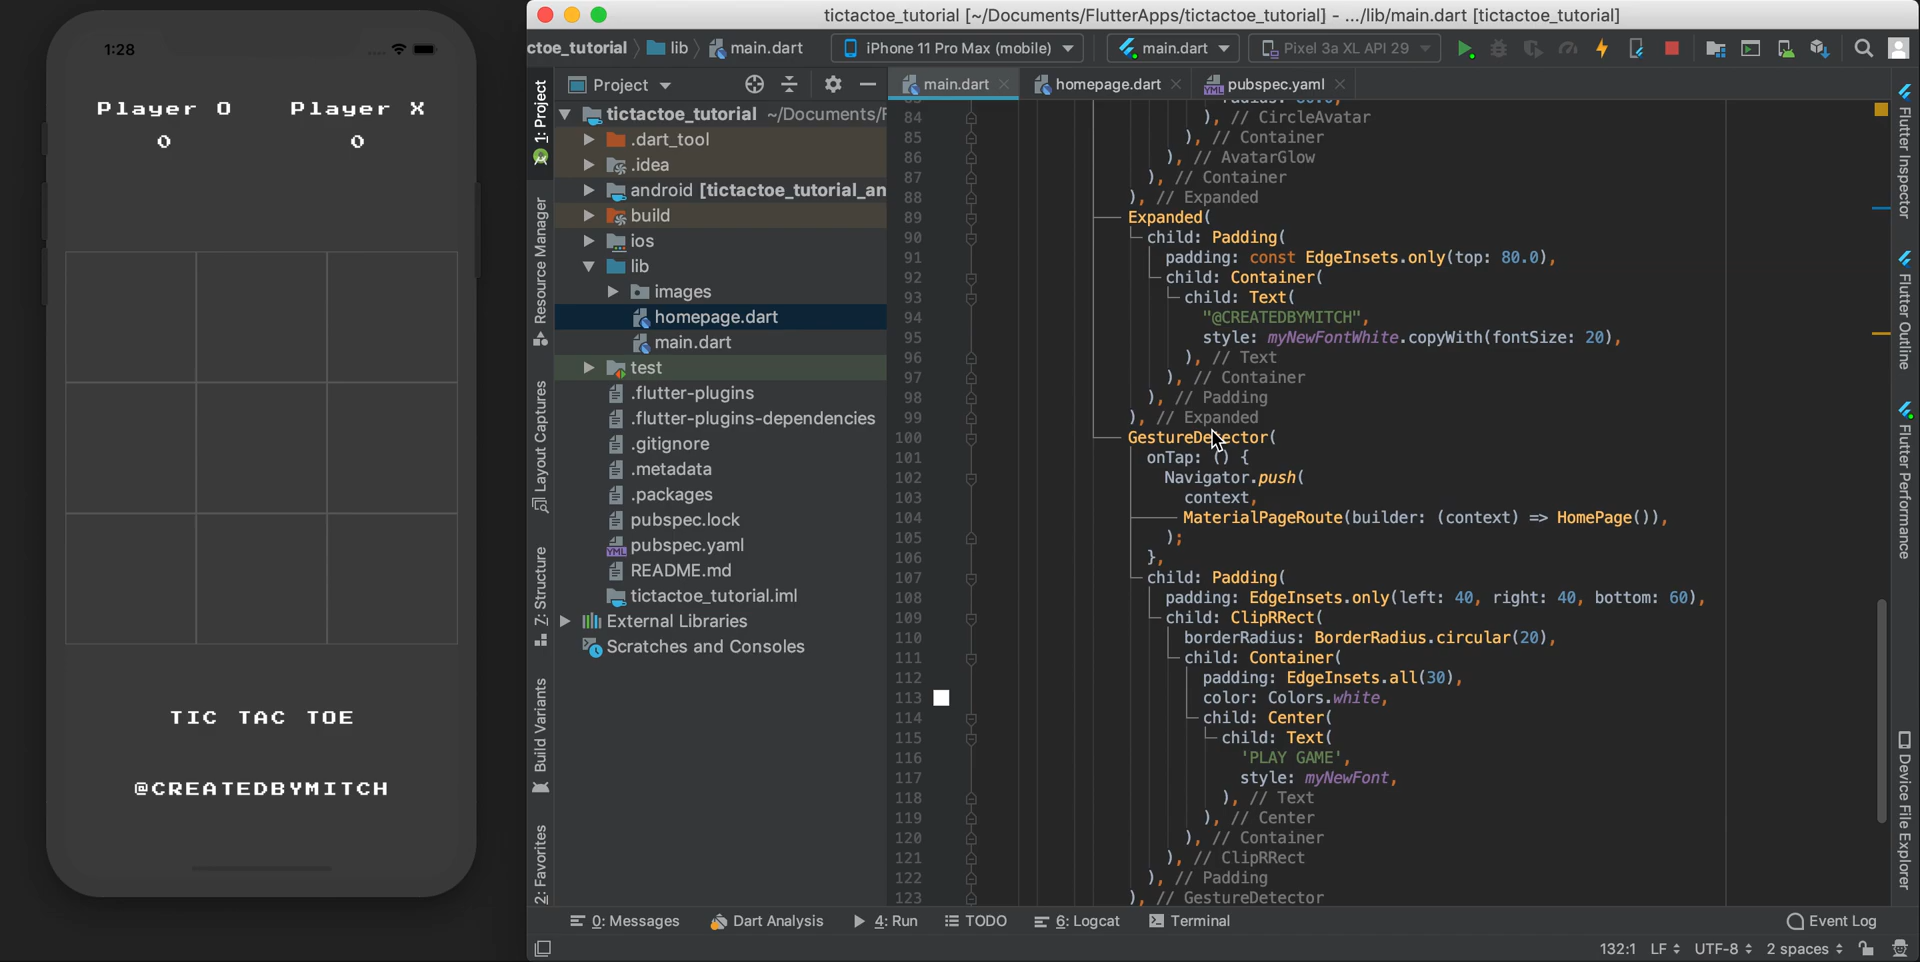 1:28
Player O Player X
0 0
TIC TAC TOE
@CREATEDBYMITCH
tictactoe_tutorial [~/Documents/FlutterApps/tictactoe_tutorial] - .../lib/main.dart [tictactoe_tutorial]
ctoe_tutorial lib main.dart iPhone 11 Pro Max (mobile) main.dart Pixel 3a XL API 29
Project
main.dart homepage.dart pubspec.yaml
1: Project
Resource Manager
Layout Captures
Z: Structure
Build Variants
2: Favorites
tictactoe_tutorial ~/Documents/F
.dart_tool
.idea
android [tictactoe_tutorial_an
build
ios
lib
images
homepage.dart
main.dart
test
.flutter-plugins
.flutter-plugins-dependencies
.gitignore
.metadata
.packages
pubspec.lock
pubspec.yaml
README.md
tictactoe_tutorial.iml
External Libraries
Scratches and Consoles
84 ), // CircleAvatar
85 ), // Container
86 ), // AvatarGlow
87 ), // Container
88 ), // Expanded
89 Expanded(
90 child: Padding(
91 padding: const EdgeInsets.only(top: 80.0),
92 child: Container(
93 child: Text(
94 "@CREATEDBYMITCH",
95 style: myNewFontWhite.copyWith(fontSize: 20),
96 ), // Text
97 ), // Container
98 ), // Padding
99 ), // Expanded
100 GestureDetector(
101 onTap: () {
102 Navigator.push(
103 context,
104 MaterialPageRoute(builder: (context) => HomePage()),
105 );
106 },
107 child: Padding(
108 padding: EdgeInsets.only(left: 40, right: 40, bottom: 60),
109 child: ClipRRect(
110 borderRadius: BorderRadius.circular(20),
111 child: Container(
112 padding: EdgeInsets.all(30),
113 color: Colors.white,
114 child: Center(
115 child: Text(
116 'PLAY GAME',
117 style: myNewFont,
118 ), // Text
119 ), // Center
120 ), // Container
121 ), // ClipRRect
122 ), // Padding
123 ), // GestureDetector
Flutter Inspector
Flutter Outline
Flutter Performance
Device File Explorer
0: Messages Dart Analysis 4: Run TODO 6: Logcat Terminal Event Log
132:1 LF UTF-8 2 spaces